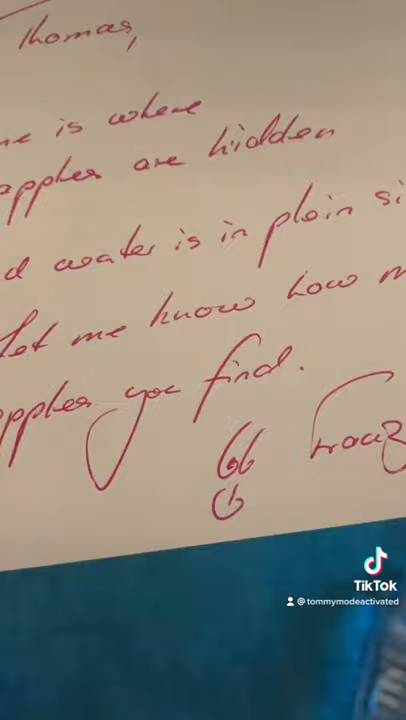 Thomas,
me is where
apples are hidden
d water is in plain si
let me know how m
apples you find.
TikTok
@tommymodeactivated